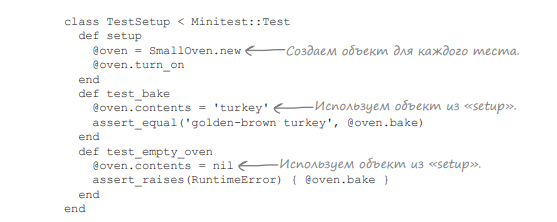 class TestSetup < Minitest::Test
def setup
@oven = SmallOven.new Создаем объект для каждого теста.
@oven.turn_on
end
def test_bake
@oven.contents = 'turkey' Используем объект из «setup».
assert_equal('golden-brown turkey', @oven.bake)
end
def test_empty_oven
@oven.contents = nil Используем объект из «setup».
assert_raises(RuntimeError) { @oven.bake }
end
end